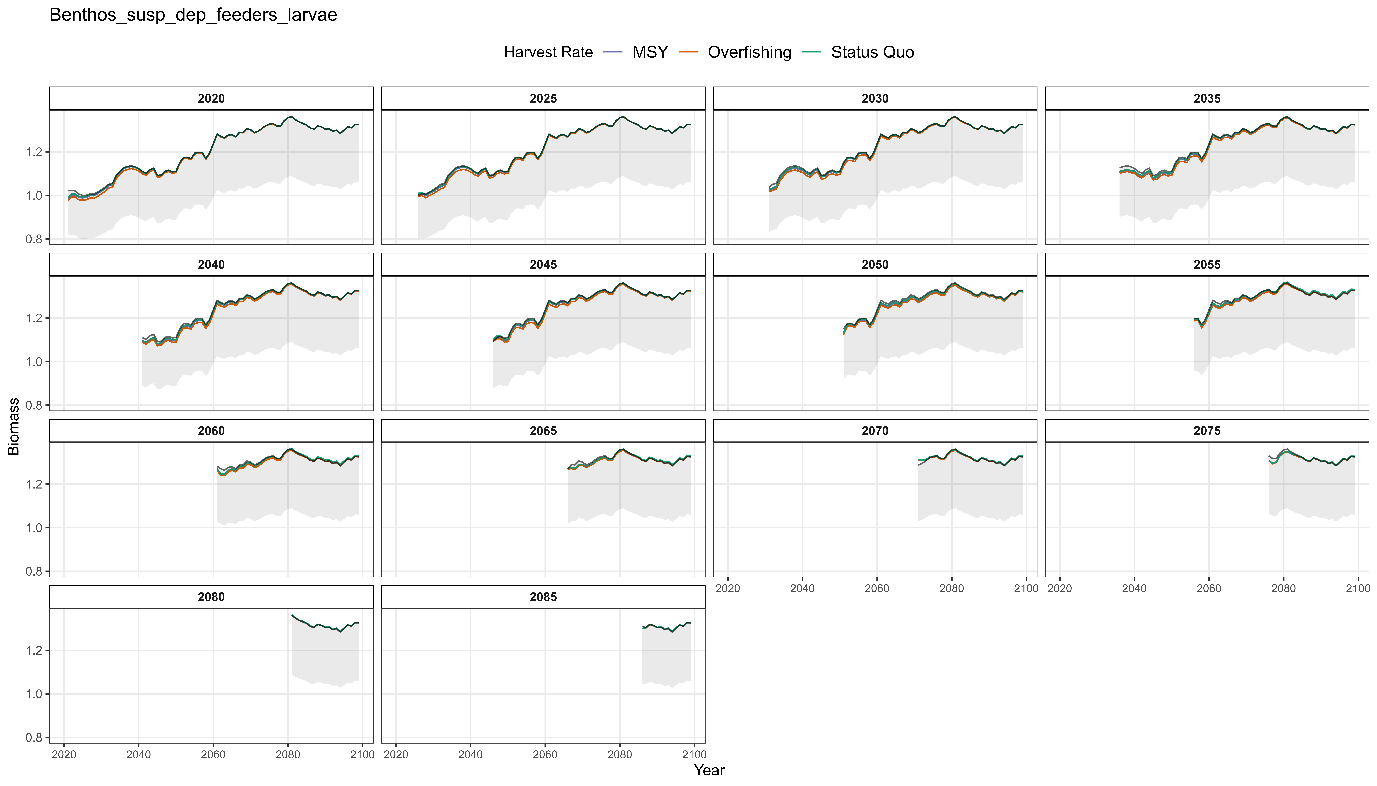 Benthos_susp_dep_feeders_larvae
Harvest Rate MSY Overfishing Status Quo
2020 2025 2030 2035
1.2
1.0
0.8
2040 2045 2050 2055
1.2
1.0
0.8
Biomass
2060 2065 2070 2075
1.2
1.0
0.8
2020 2040 2060 2080 2100 2020 2040 2060 2080 2100
2080 2085
1.2
1.0
0.8
2020 2040 2060 2080 2100 2020 2040 2060 2080 2100
Year